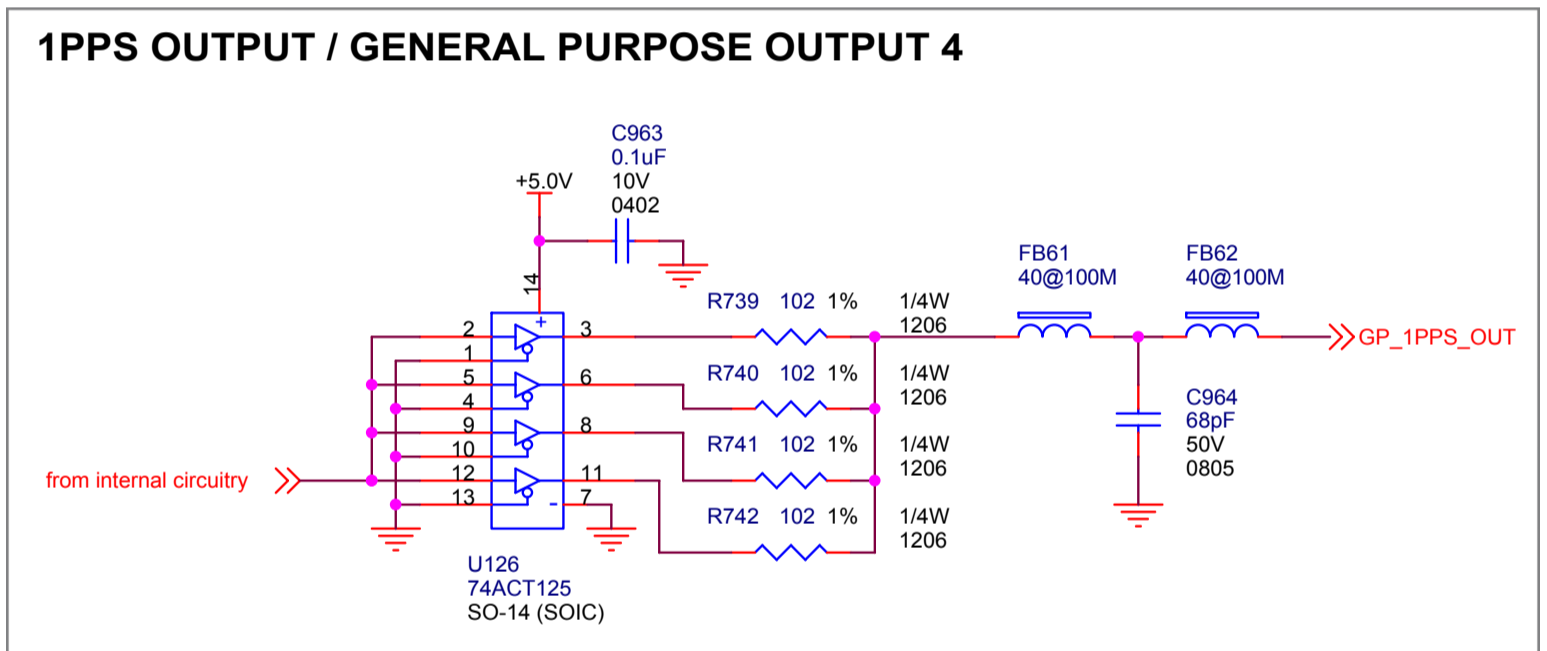 1PPS OUTPUT / GENERAL PURPOSE OUTPUT 4
C963
0.1uF
10V
0402
+5.0V
14
+
2
1
5
4
9
10
12
13
3
6
8
11
7
-
from internal circuitry
U126
74ACT125
SO-14 (SOIC)
R739 102 1% 1/4W
1206
R740 102 1% 1/4W
1206
R741 102 1% 1/4W
1206
R742 102 1% 1/4W
1206
FB61
40@100M
FB62
40@100M
GP_1PPS_OUT
C964
68pF
50V
0805